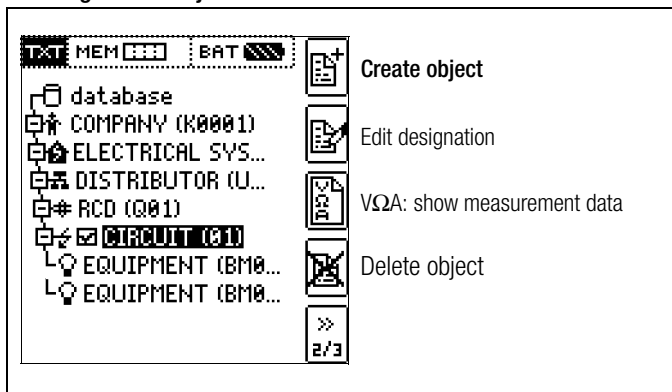 TXT MEM BAT
database
COMPANY (K0001)
ELECTRICAL SYS...
DISTRIBUTOR (U...
RCD (Q01)
CIRCUIT (01)
EQUIPMENT (BM0...
EQUIPMENT (BM0...
VΩA
»
2/3
Create object
Edit designation
VΩA: show measurement data
Delete object